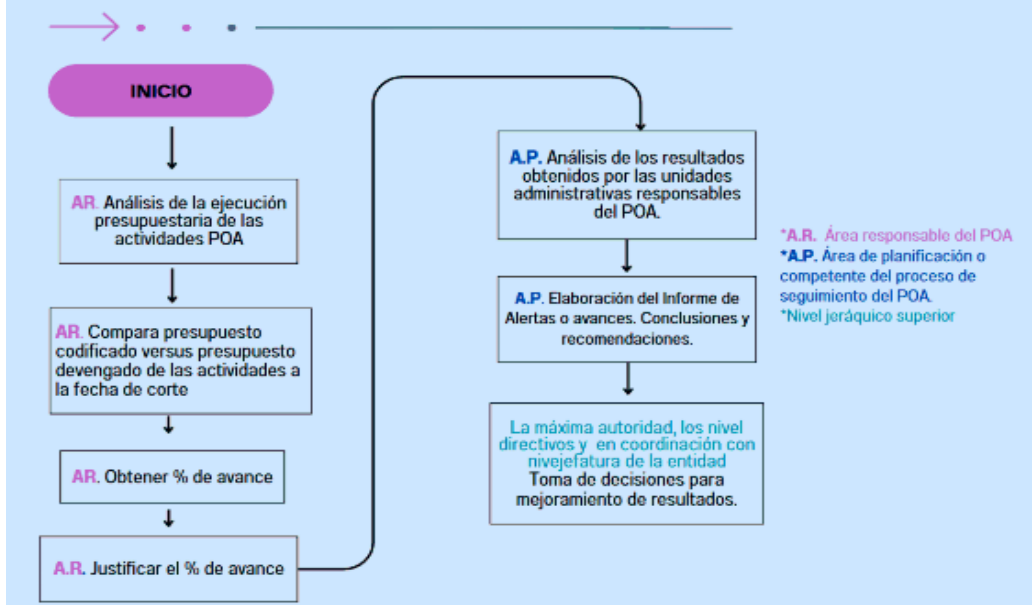 INICIO
AR. Análisis de la ejecución
presupuestaria de las
actividades POA
AR. Compara presupuesto
codificado versus presupuesto
devengado de las actividades a
la fecha de corte
AR. Obtener % de avance
A.R. Justificar el % de avance
A.P. Análisis de los resultados
obtenidos por las unidades
administrativas responsables
del POA.
A.P. Elaboración del Informe de
Alertas o avances. Conclusiones y
recomendaciones.
La máxima autoridad, los nivel
directivos y en coordinación con
nivejefatura de la entidad
Toma de decisiones para
mejoramiento de resultados.
*A.R. Área responsable del POA
*A.P. Área de planificación o
competente del proceso de
seguimiento del POA.
*Nivel jeráquico superior